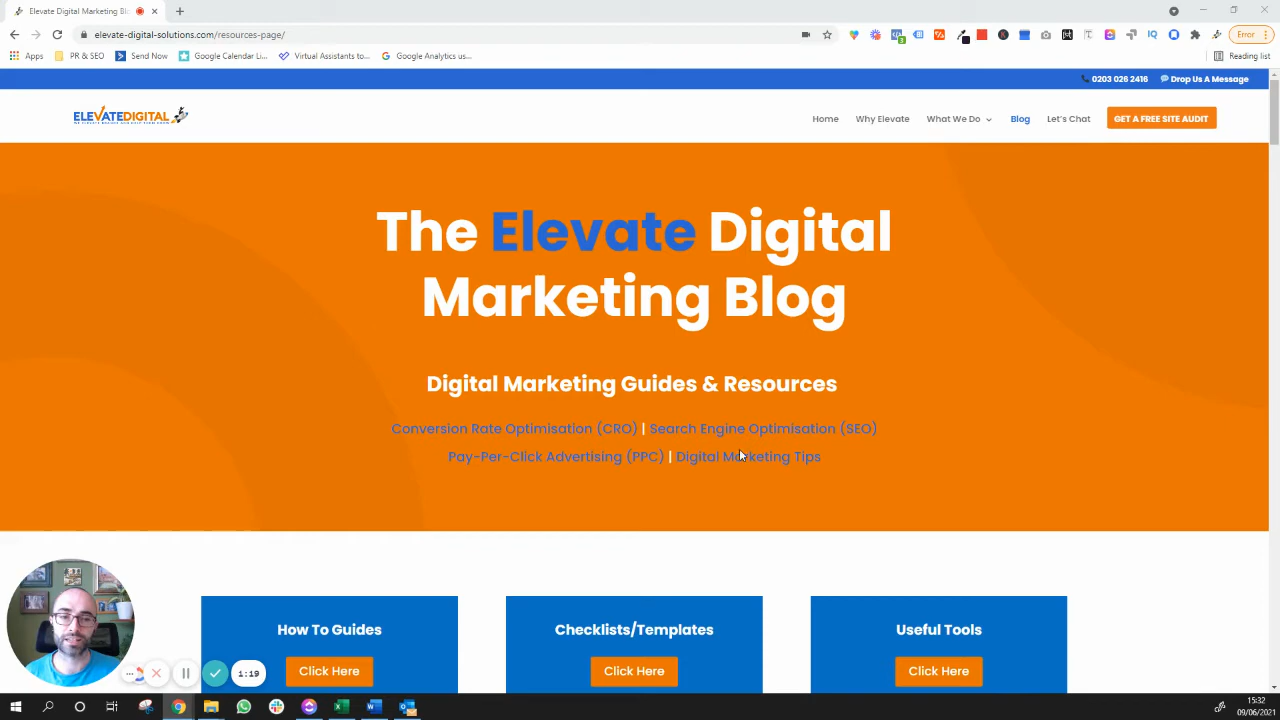 Elevate Digital Marketing Blog
elevate-digital-solutions.com/resources-page/
Error
Apps
PR & SEO
Send Now
Google Calendar Li...
Virtual Assistants to...
Google Analytics us...
Reading list
0203 026 2416
Drop Us A Message
ELEVATEDIGITAL
Home
Why Elevate
What We Do
Blog
Let's Chat
GET A FREE SITE AUDIT
The Elevate Digital
Marketing Blog
Digital Marketing Guides & Resources
Conversion Rate Optimisation (CRO) | Search Engine Optimisation (SEO)
Pay-Per-Click Advertising (PPC) | Digital Marketing Tips
How To Guides
Checklists/Templates
Useful Tools
Click Here
Click Here
Click Here
1:19
15:32
09/06/2021